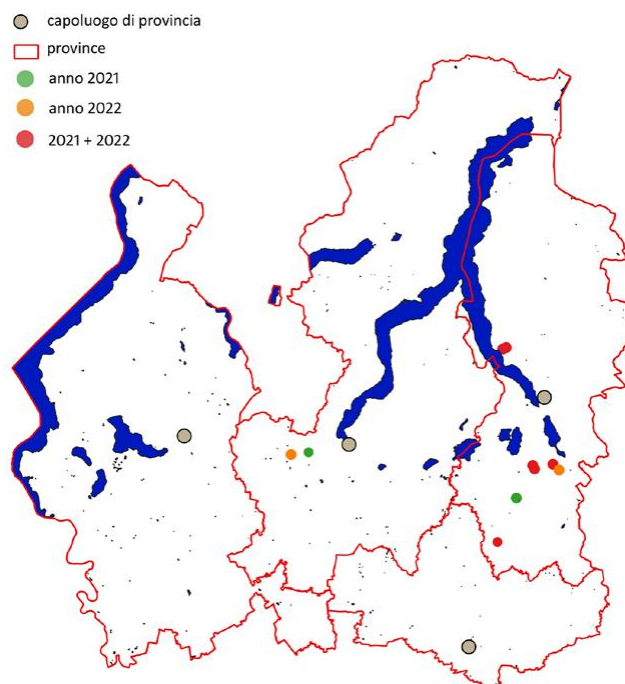 capoluogo di provincia
province
anno 2021
anno 2022
2021 + 2022